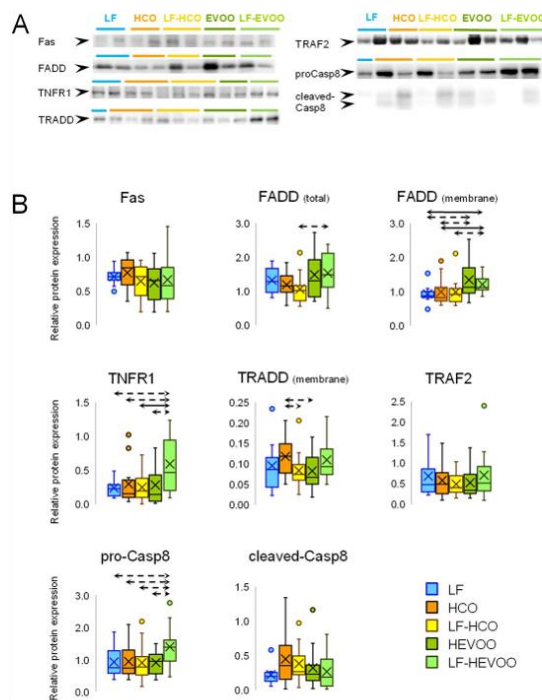 A
LF HCO LF-HCO EVOO LF-EVOO
Fas
FADD
TNFR1
TRADD
LF HCO LF-HCO EVOO LF-EVOO
TRAF2
proCasp8
cleaved-
Casp8
B
Fas
Relative protein expression
1.5
1.0
0.5
0.0
FADD (total)
3.0
2.0
1.0
0.0
FADD (membrane)
3.0
2.0
1.0
0.0
TNFR1
Relative protein expression
1.5
1.0
0.5
0.0
TRADD (membrane)
0.25
0.20
0.15
0.10
0.05
0.00
TRAF2
2.5
2.0
1.5
1.0
0.5
0.0
pro-Casp8
Relative protein expression
3.0
2.0
1.0
0.0
cleaved-Casp8
1.5
1.0
0.5
0.0
LF
HCO
LF-HCO
HEVOO
LF-HEVOO